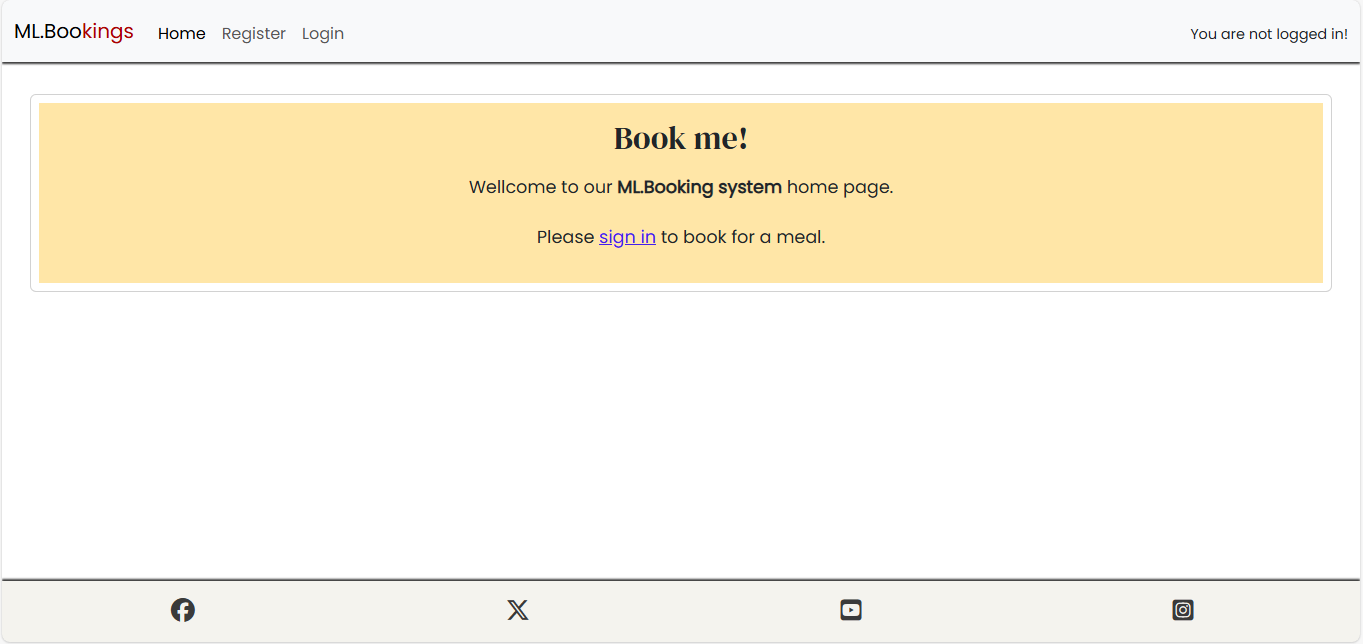 ML.Bookings Home Register Login You are not logged in!
Book me!
Wellcome to our ML.Booking system home page.
Please sign in to book for a meal.